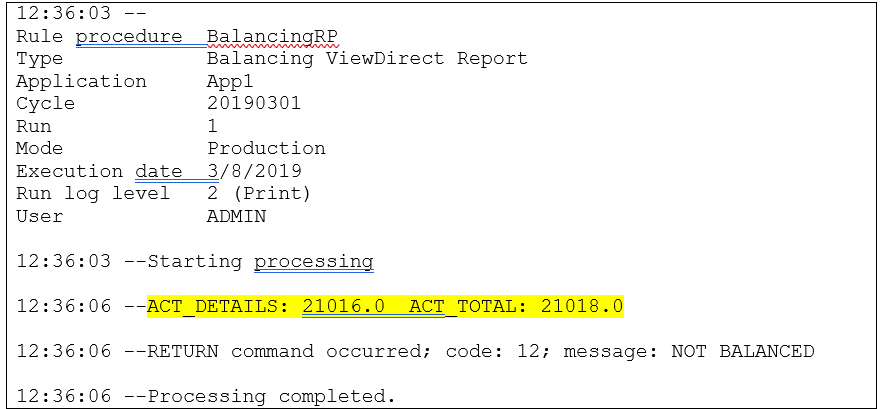 12:36:03 --
Rule procedure  BalancingRP
Type            Balancing ViewDirect Report
Application     App1
Cycle           20190301
Run             1
Mode            Production
Execution date  3/8/2019
Run log level   2 (Print)
User            ADMIN
12:36:03 --Starting processing
12:36:06 --ACT_DETAILS: 21016.0  ACT_TOTAL: 21018.0
12:36:06 --RETURN command occurred; code: 12; message: NOT BALANCED
12:36:06 --Processing completed.